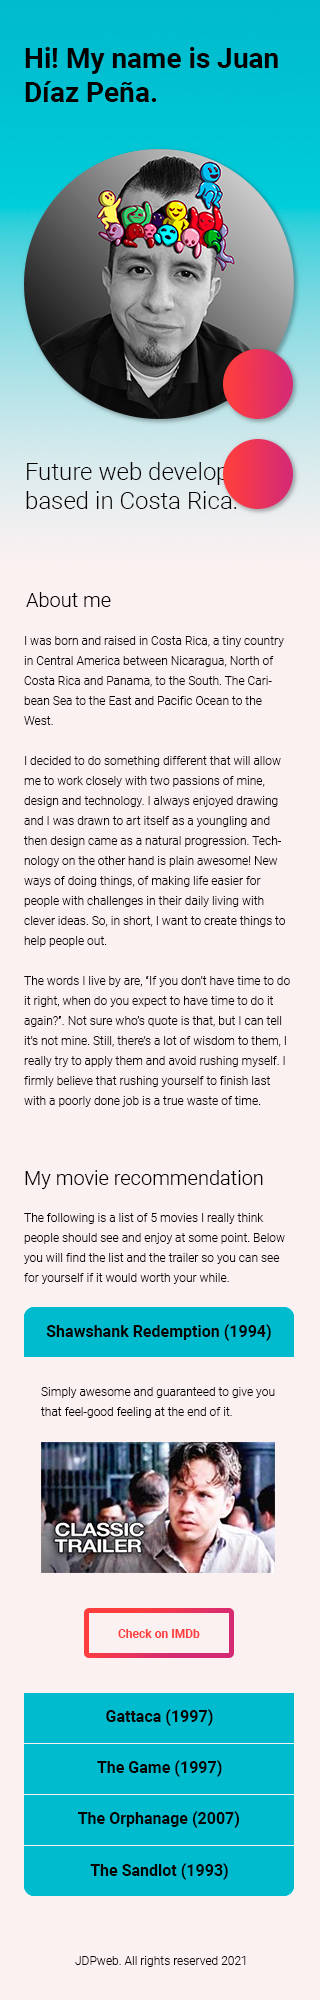 Hi! My name is Juan
Díaz Peña.
Future web develop
based in Costa Rica.
About me
I was born and raised in Costa Rica, a tiny country
in Central America between Nicaragua, North of
Costa Rica and Panama, to the South. The Cari-
bean Sea to the East and Pacific Ocean to the
West.
I decided to do something different that will allow
me to work closely with two passions of mine,
design and technology. I always enjoyed drawing
and I was drawn to art itself as a youngling and
then design came as a natural progression. Tech-
nology on the other hand is plain awesome! New
ways of doing things, of making life easier for
people with challenges in their daily living with
clever ideas. So, in short, I want to create things to
help people out.
The words I live by are, “If you don't have time to do
it right, when do you expect to have time to do it
again?”. Not sure who's quote is that, but I can tell
it's not mine. Still, there's a lot of wisdom to them, I
really try to apply them and avoid rushing myself. I
firmly believe that rushing yourself to finish last
with a poorly done job is a true waste of time.
My movie recommendation
The following is a list of 5 movies I really think
people should see and enjoy at some point. Below
you will find the list and the trailer so you can see
for yourself if it would worth your while.
Shawshank Redemption (1994)
Simply awesome and guaranteed to give you
that feel-good feeling at the end of it.
CLASSIC
TRAILER
Check on IMDb
Gattaca (1997)
The Game (1997)
The Orphanage (2007)
The Sandlot (1993)
JDPweb. All rights reserved 2021